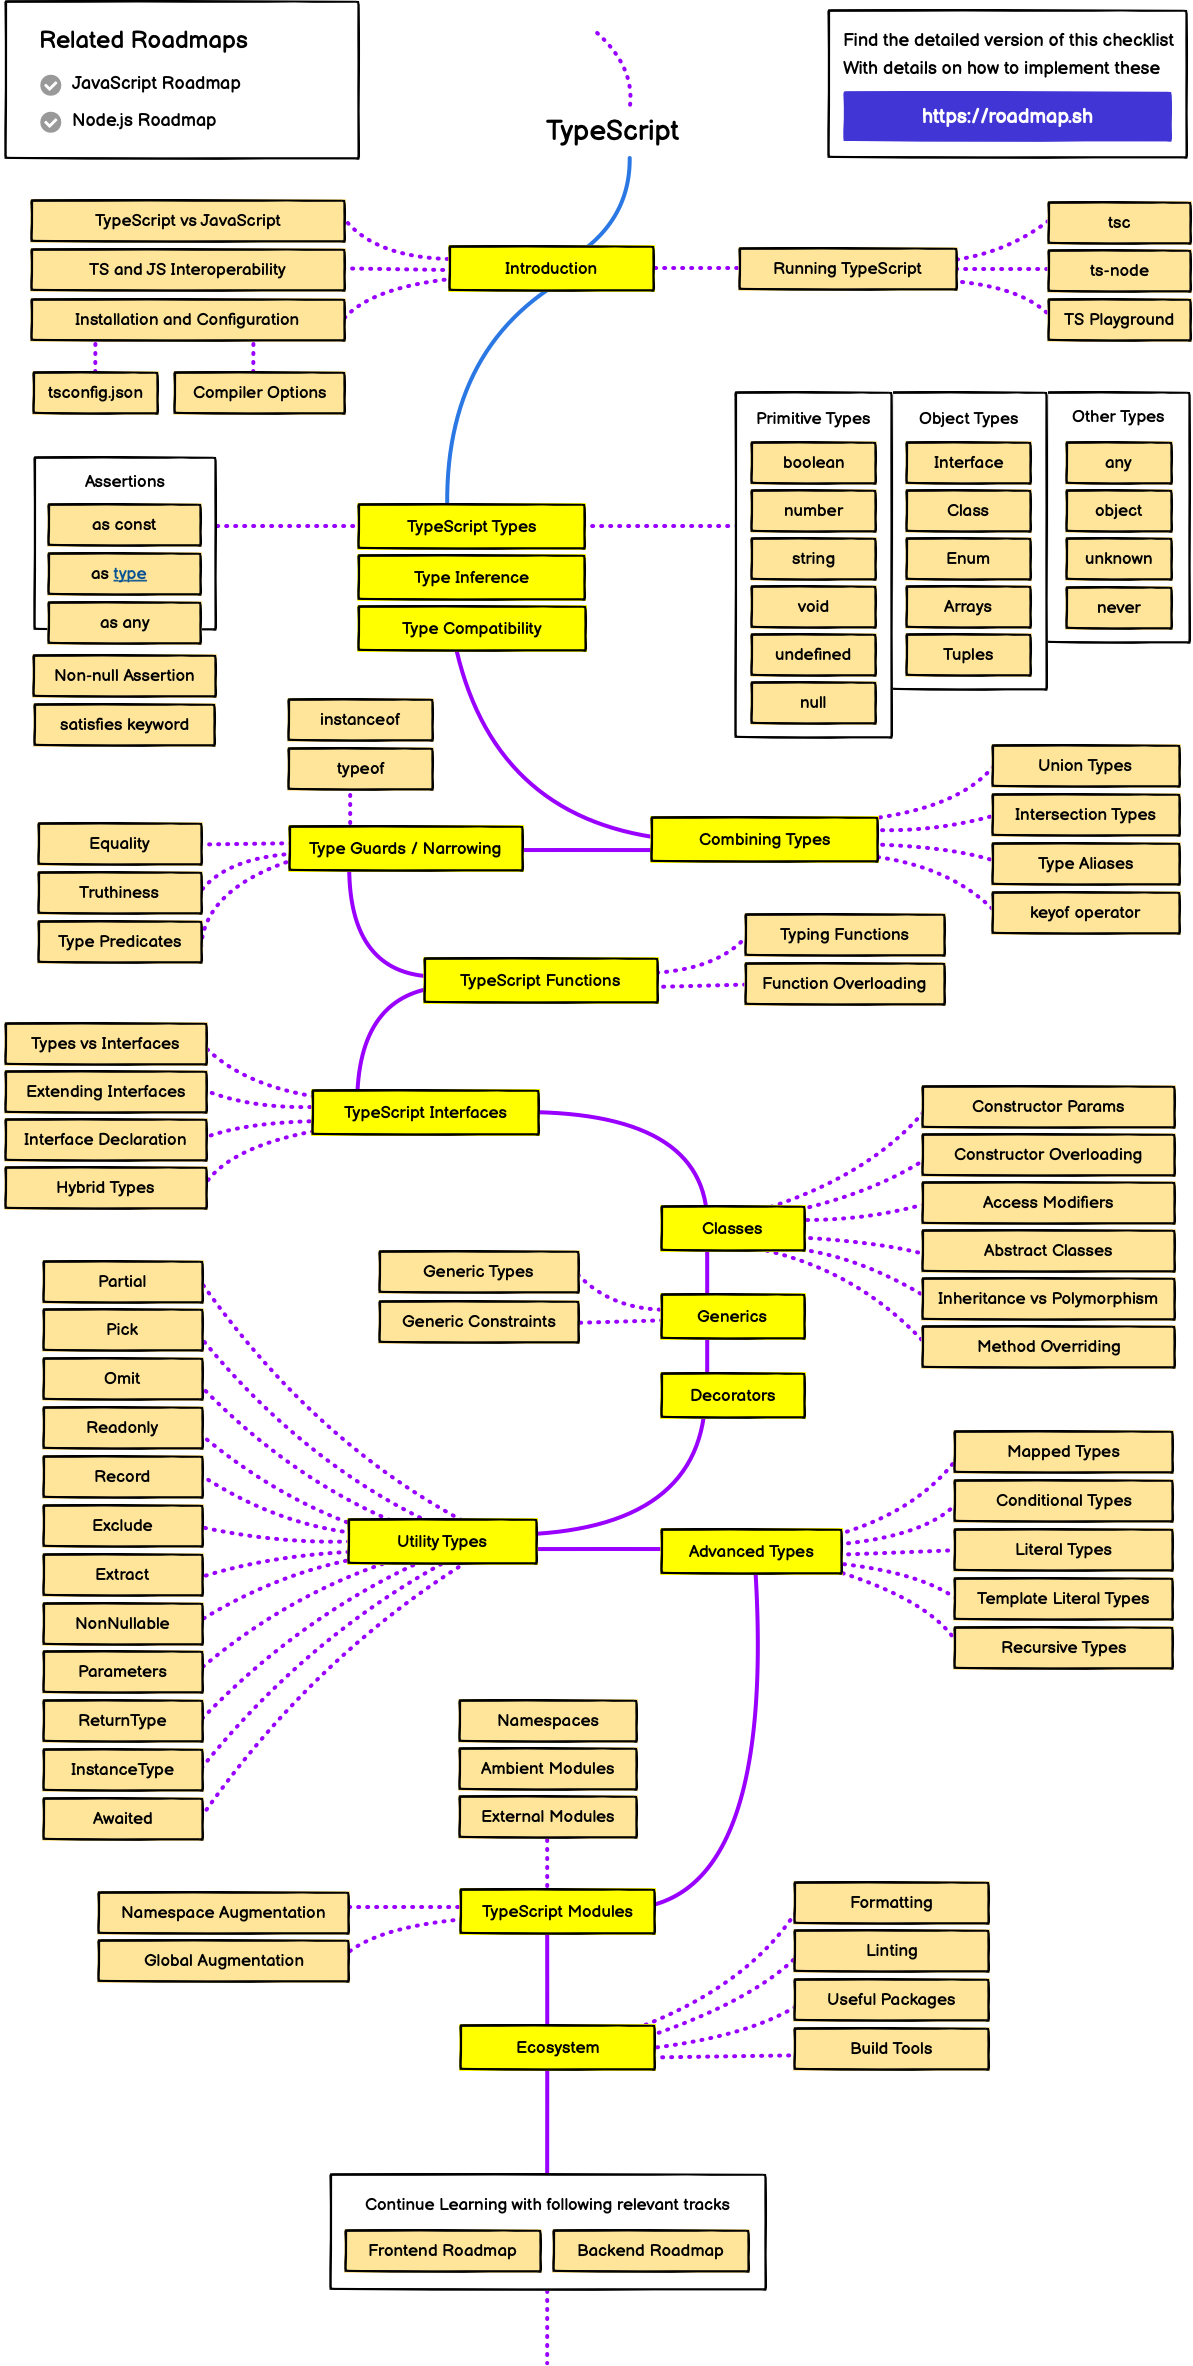 Related Roadmaps
JavaScript Roadmap
Node.js Roadmap
TypeScript
Find the detailed version of this checklist
With details on how to implement these
https://roadmap.sh
TypeScript vs JavaScript
TS and JS Interoperability
Installation and Configuration
tsconfig.json
Compiler Options
Introduction
Running TypeScript
tsc
ts-node
TS Playground
Assertions
as const
as type
as any
Non-null Assertion
satisfies keyword
TypeScript Types
Type Inference
Type Compatibility
Primitive Types
boolean
number
string
void
undefined
null
Object Types
Interface
Class
Enum
Arrays
Tuples
Other Types
any
object
unknown
never
instanceof
typeof
Equality
Truthiness
Type Predicates
Type Guards / Narrowing
Combining Types
Union Types
Intersection Types
Type Aliases
keyof operator
TypeScript Functions
Typing Functions
Function Overloading
Types vs Interfaces
Extending Interfaces
Interface Declaration
Hybrid Types
TypeScript Interfaces
Classes
Constructor Params
Constructor Overloading
Access Modifiers
Abstract Classes
Inheritance vs Polymorphism
Method Overriding
Generic Types
Generic Constraints
Generics
Decorators
Partial
Pick
Omit
Readonly
Record
Exclude
Extract
NonNullable
Parameters
ReturnType
InstanceType
Awaited
Utility Types
Advanced Types
Mapped Types
Conditional Types
Literal Types
Template Literal Types
Recursive Types
Namespaces
Ambient Modules
External Modules
Namespace Augmentation
Global Augmentation
TypeScript Modules
Formatting
Linting
Useful Packages
Build Tools
Ecosystem
Continue Learning with following relevant tracks
Frontend Roadmap
Backend Roadmap